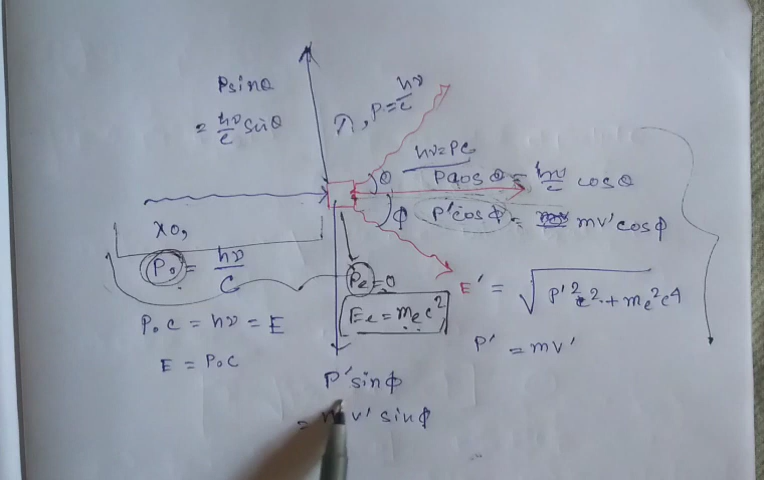 Psinθ
= hν/c sinθ
λ, P = hν/c
hν=PC
Pcosθ = hν/c cosθ
θ
ϕ
P'cosϕ = mv'cosϕ
λ0,
P0 = hν/C
Pe=0
Ee = mec²
E' = √P'²c² + me²c⁴
P0C = hν = E
P' = mv'
E = P0C
P'sinϕ
= v' sinϕ